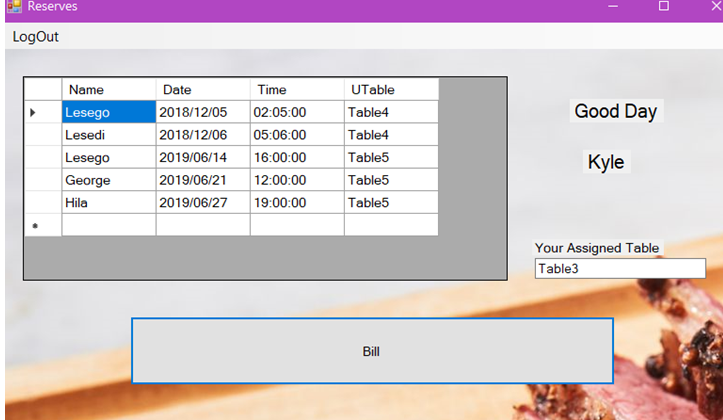 Reserves
LogOut
Name Date Time UTable
Lesego 2018/12/05 02:05:00 Table4
Lesedi 2018/12/06 05:06:00 Table4
Lesego 2019/06/14 16:00:00 Table5
George 2019/06/21 12:00:00 Table5
Hila 2019/06/27 19:00:00 Table5
Good Day
Kyle
Your Assigned Table
Table3
Bill